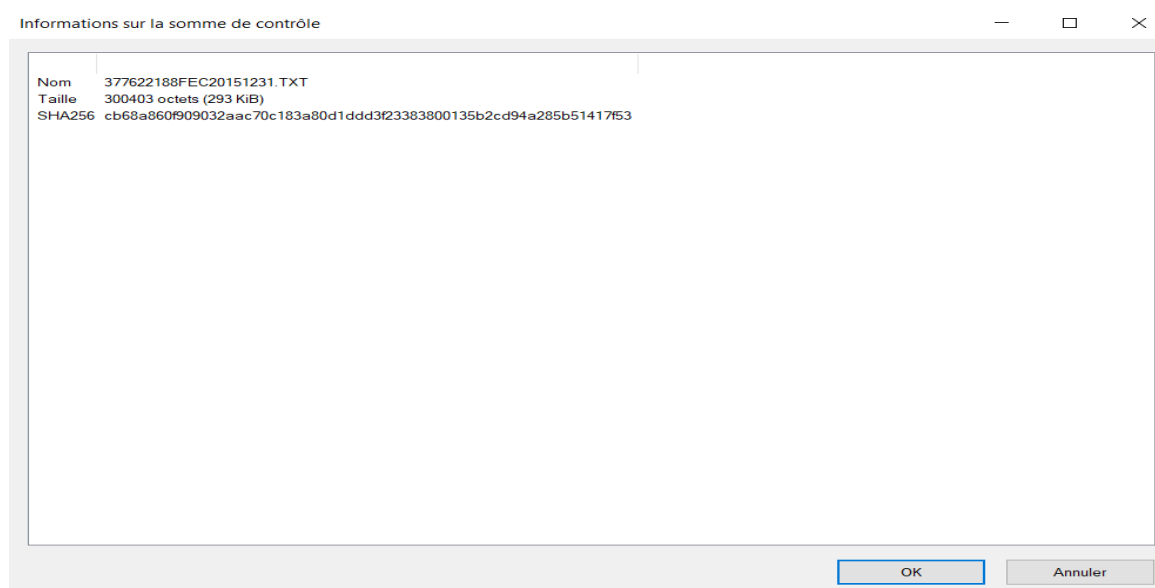 Informations sur la somme de contrôle
Nom 377622188FEC20151231.TXT
Taille 300403 octets (293 KiB)
SHA256 cb68a860f909032aac70c183a80d1ddd3f23383800135b2cd94a285b51417f53
OK Annuler